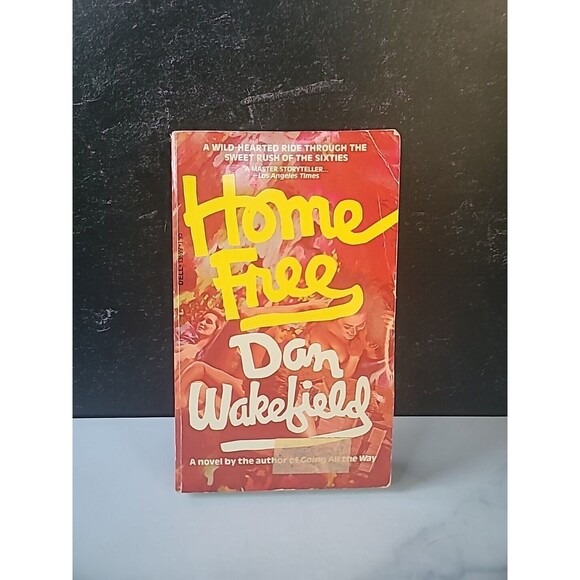 A WILD-HEARTED RIDE THROUGH THE
SWEET RUSH OF THE SIXTIES
"A MASTER STORYTELLER...."
—Los Angeles Times
Home
Free
Dan
Wakefield
A novel by the author of Going All the Way
DELL